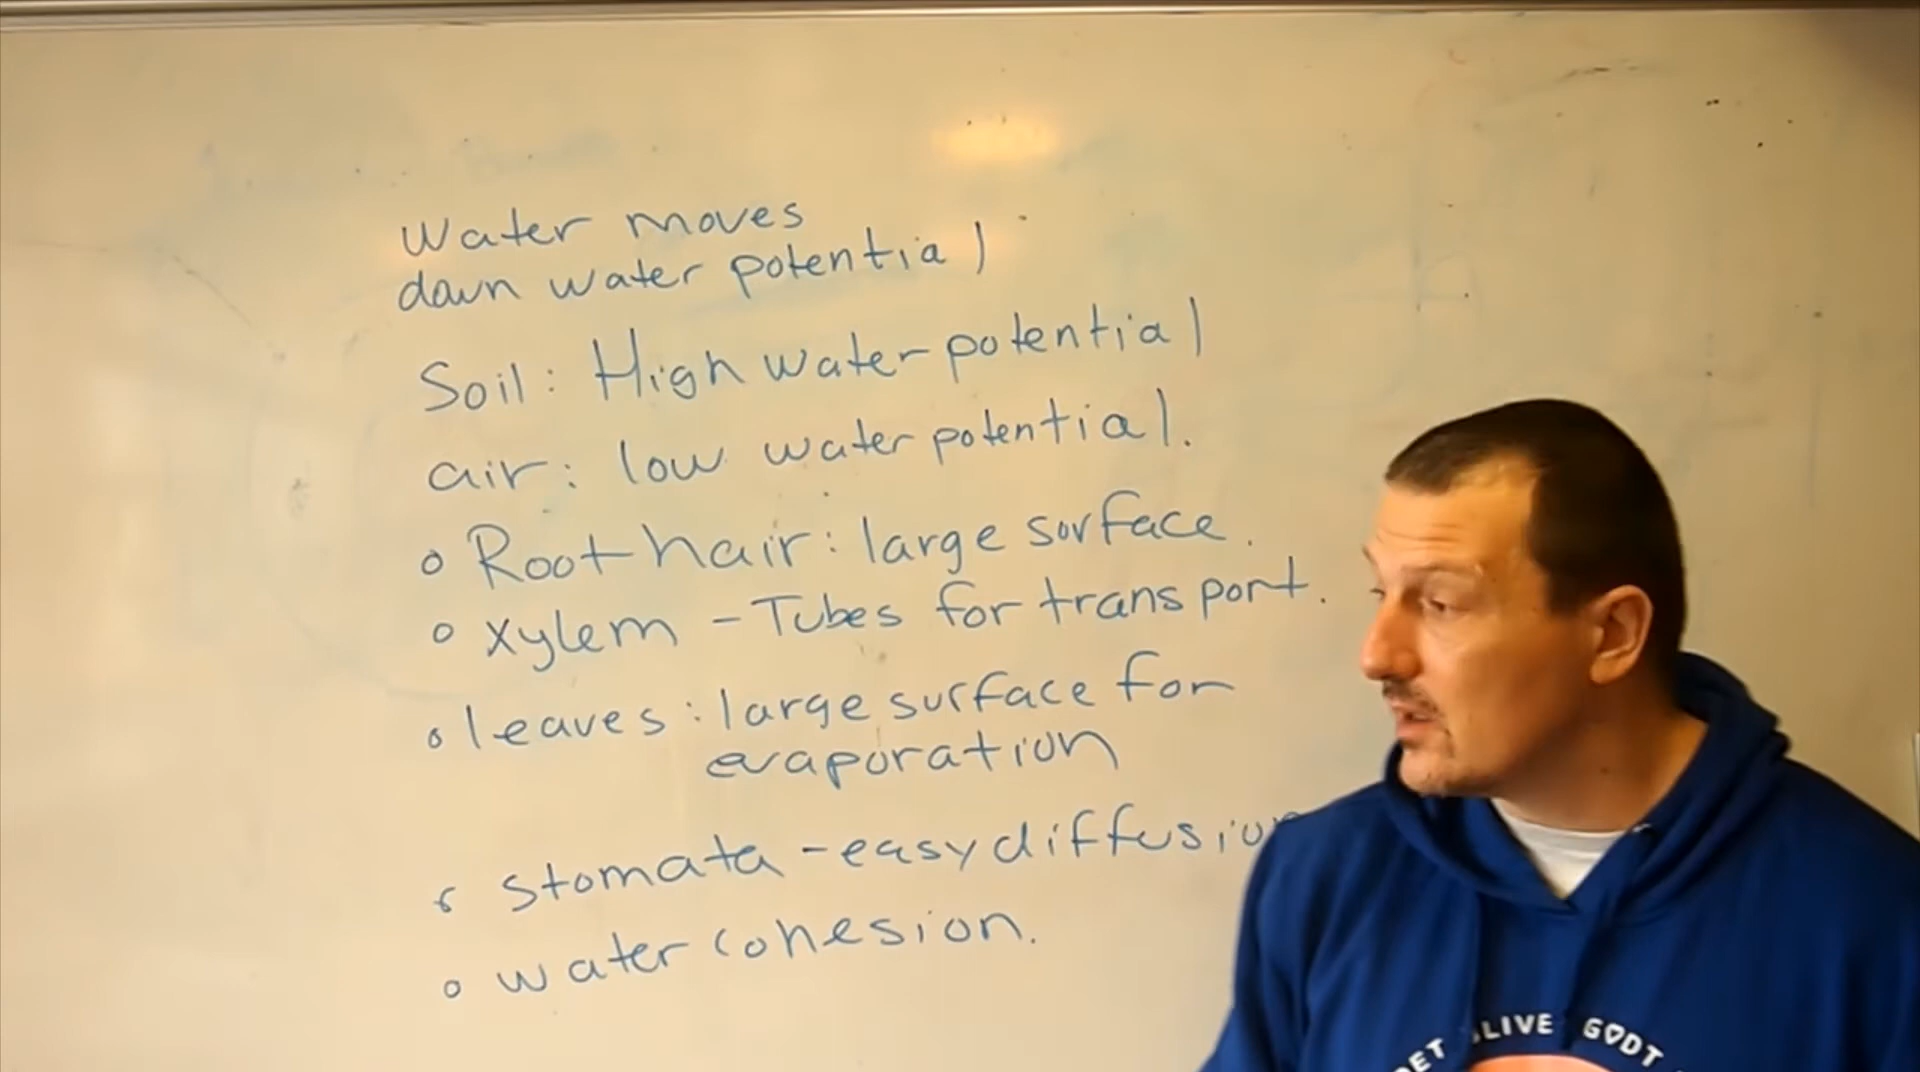 Water moves
down water potential
Soil: High water potential
air: low water potential.
o Root hair: large surface.
o xylem - Tubes for transport.
o leaves: large surface for
evaporation
o stomata - easy diffusion
o water cohesion.
LIVE GODT